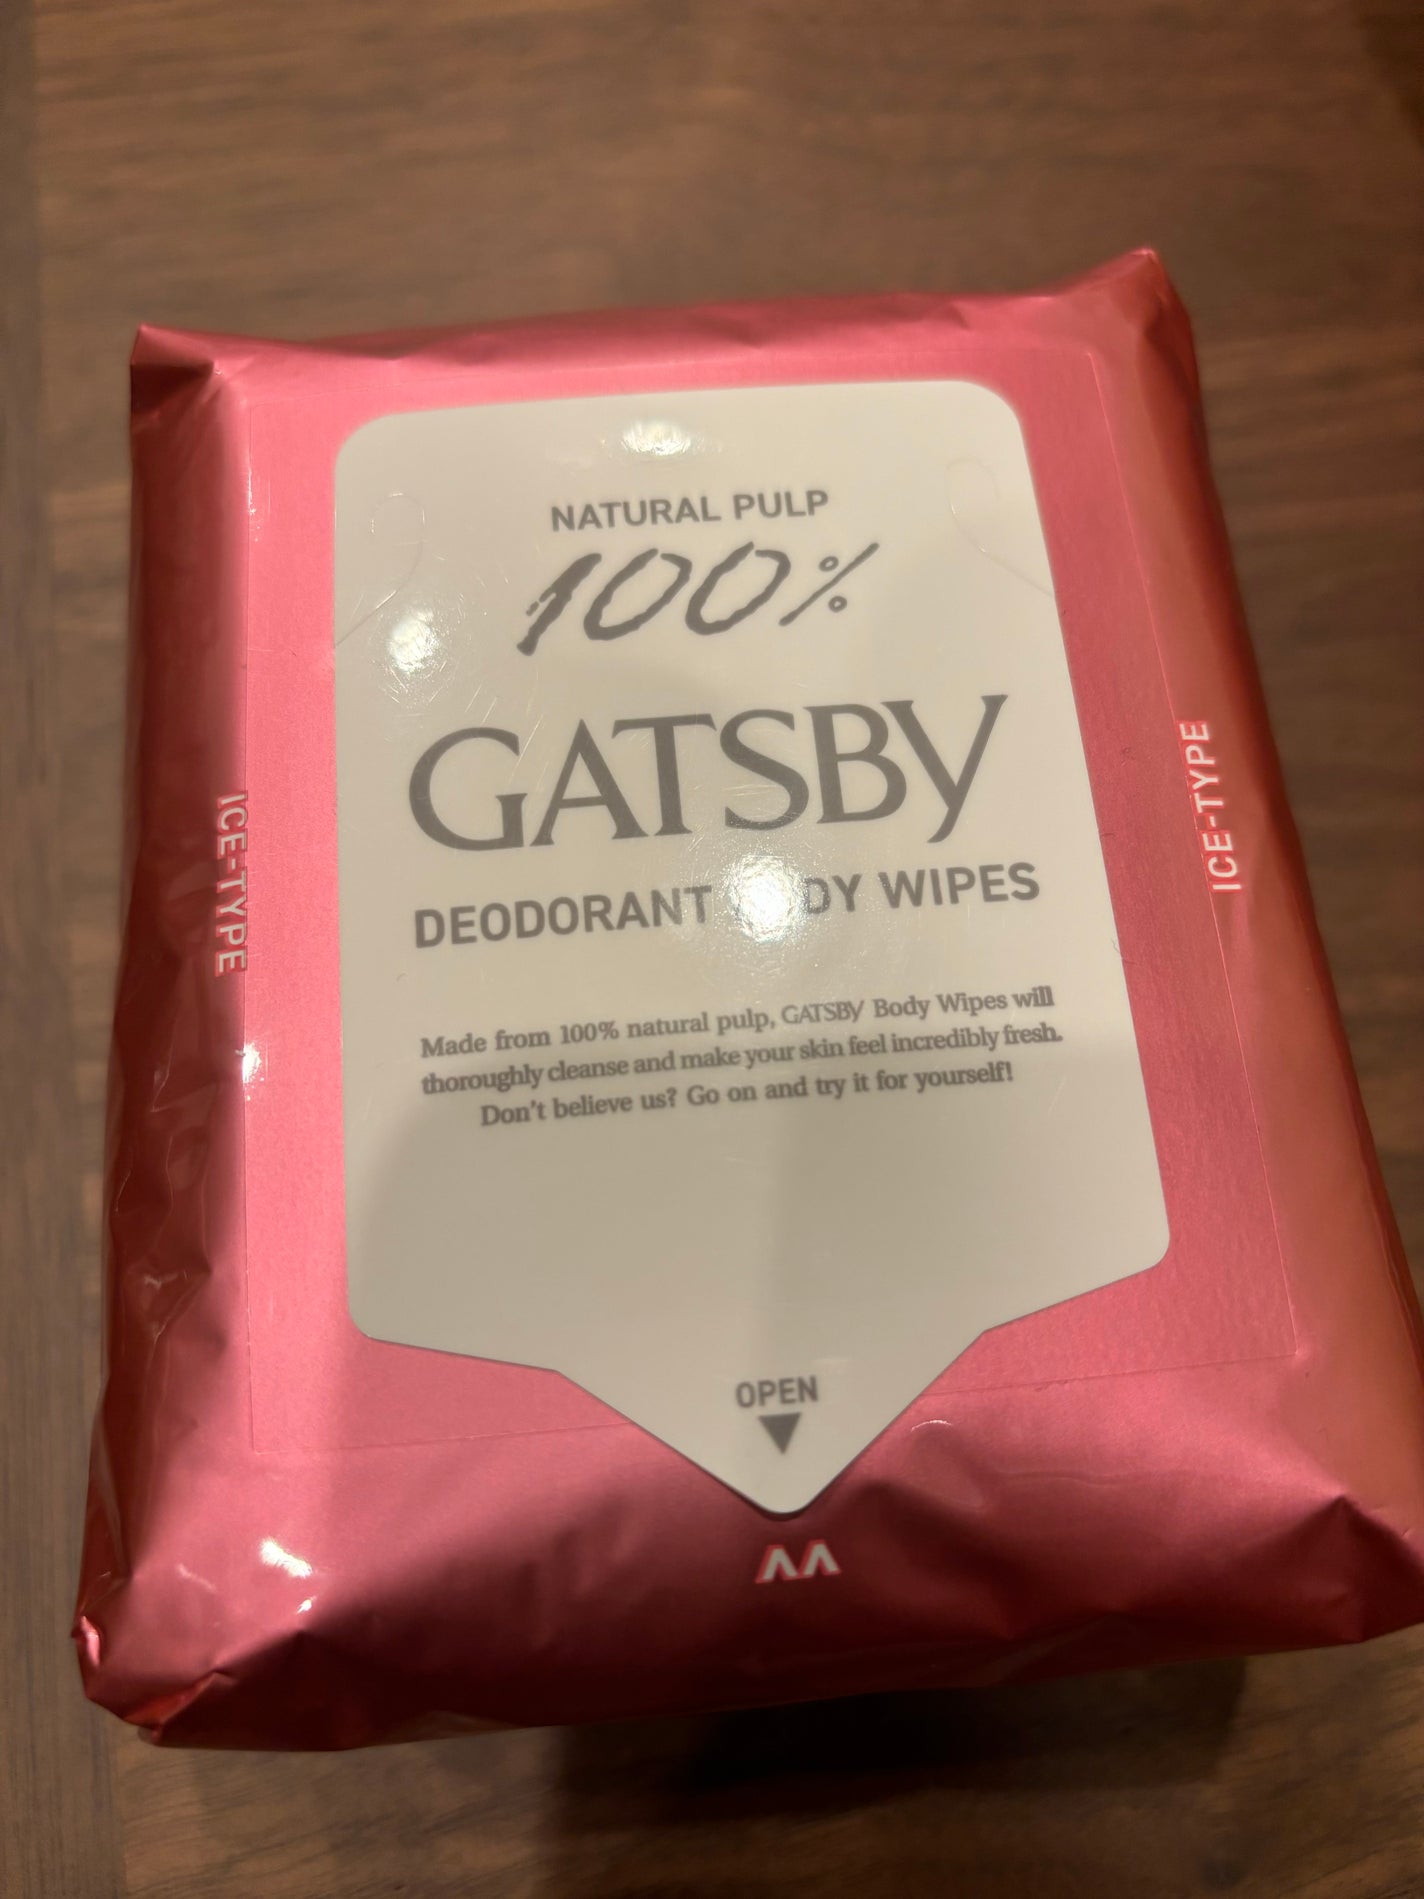 NATURAL PULP
100%
GATSBY
DEODORANT BODY WIPES
Made from 100% natural pulp, GATSBY Body Wipes will
thoroughly cleanse and make your skin feel incredibly fresh.
Don't believe us? Go on and try it for yourself!
OPEN
ICE-TYPE
ICE-TYPE